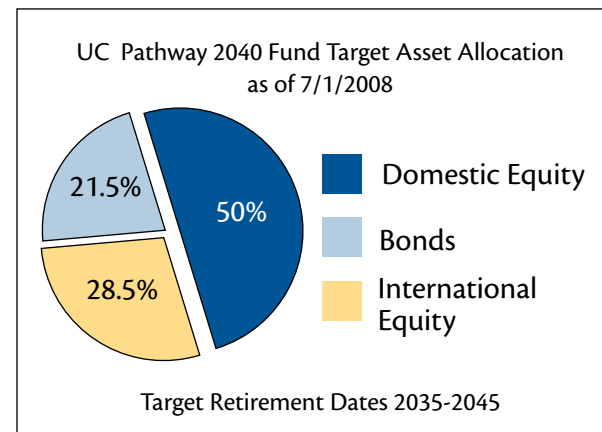 UC Pathway 2040 Fund Target Asset Allocation
as of 7/1/2008
21.5%
50%
28.5%
Domestic Equity
Bonds
International
Equity
Target Retirement Dates 2035-2045